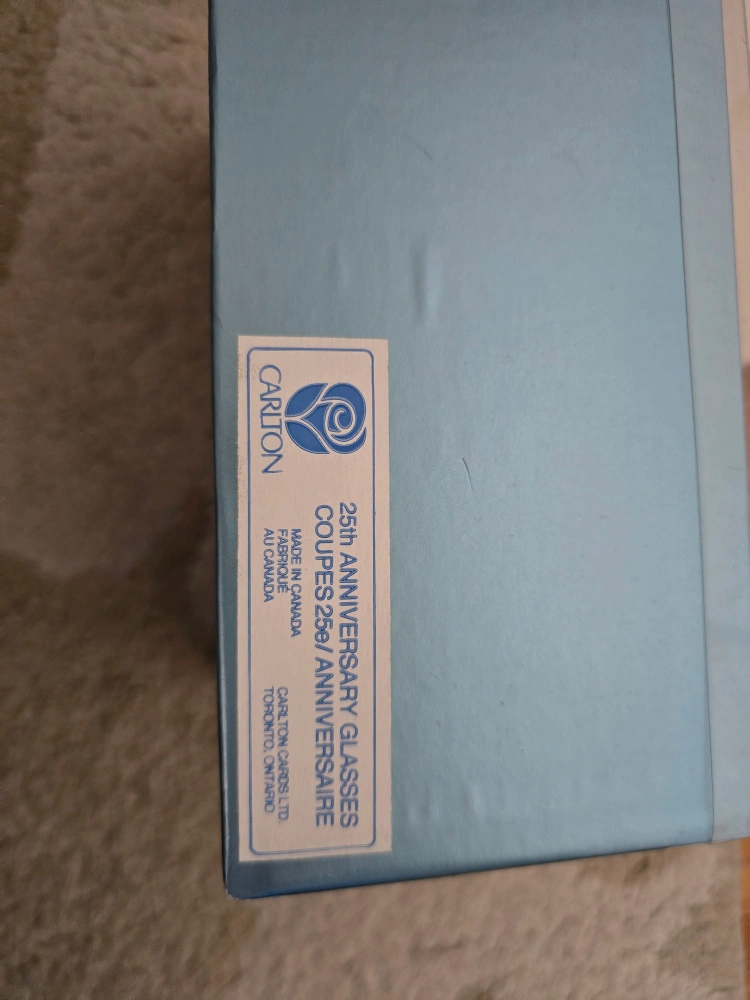 CARLTON
25th ANNIVERSARY GLASSES
COUPES 25e/ ANNIVERSAIRE
MADE IN CANADA
FABRIQUÉ
AU CANADA
CARLTON CARDS LTD.
TORONTO, ONTARIO